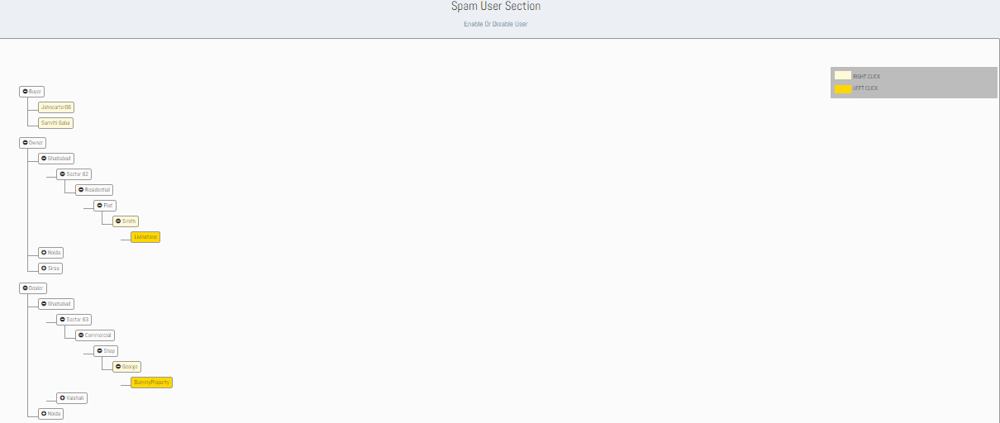 Spam User Section
Enable Or Disable User
RIGHT CLICK
LEFT CLICK
Buyer
Johncarter06
Samriti Gaba
Owner
Ghaziabad
Sector 62
Residential
Flat
Smith
Livinstone
Noida
Sirsa
Dealer
Ghaziabad
Sector 63
Commercial
Shop
George
DummyProperty
Vaishali
Noida